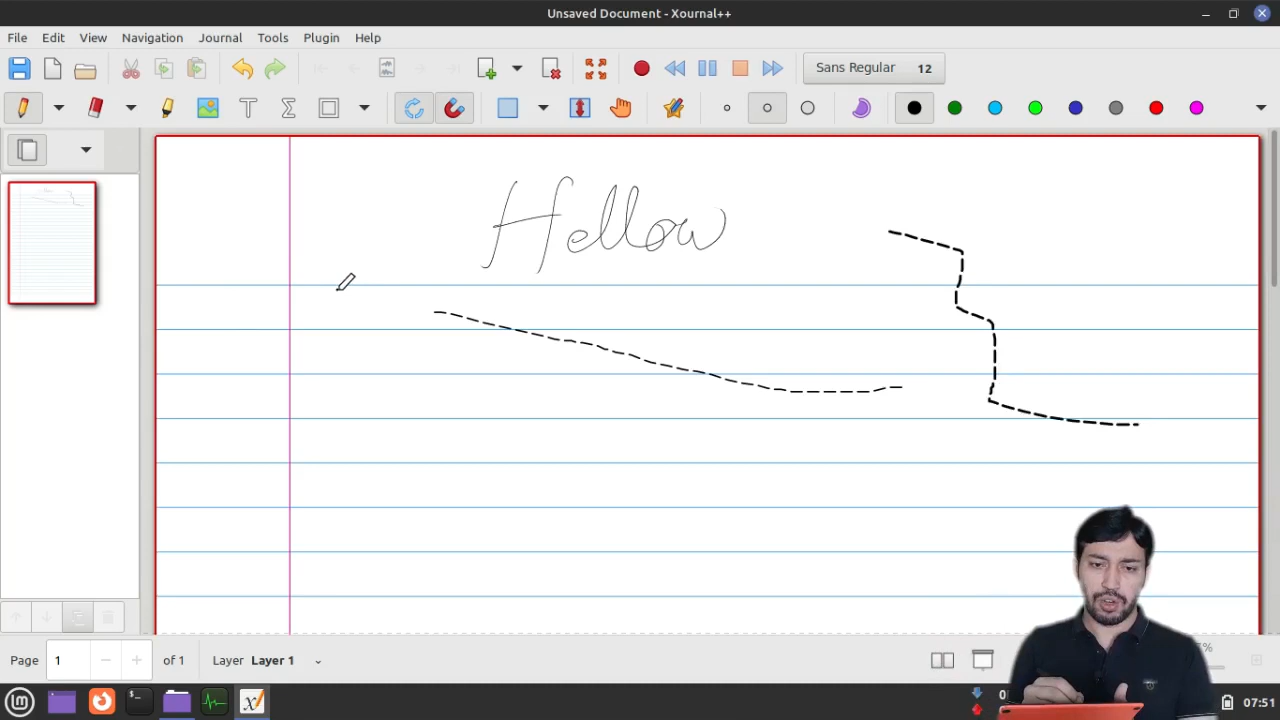 Unsaved Document - Xournal++
File Edit View Navigation Journal Tools Plugin Help
Sans Regular 12
Hellow
Page 1 of 1 Layer Layer 1
07:51